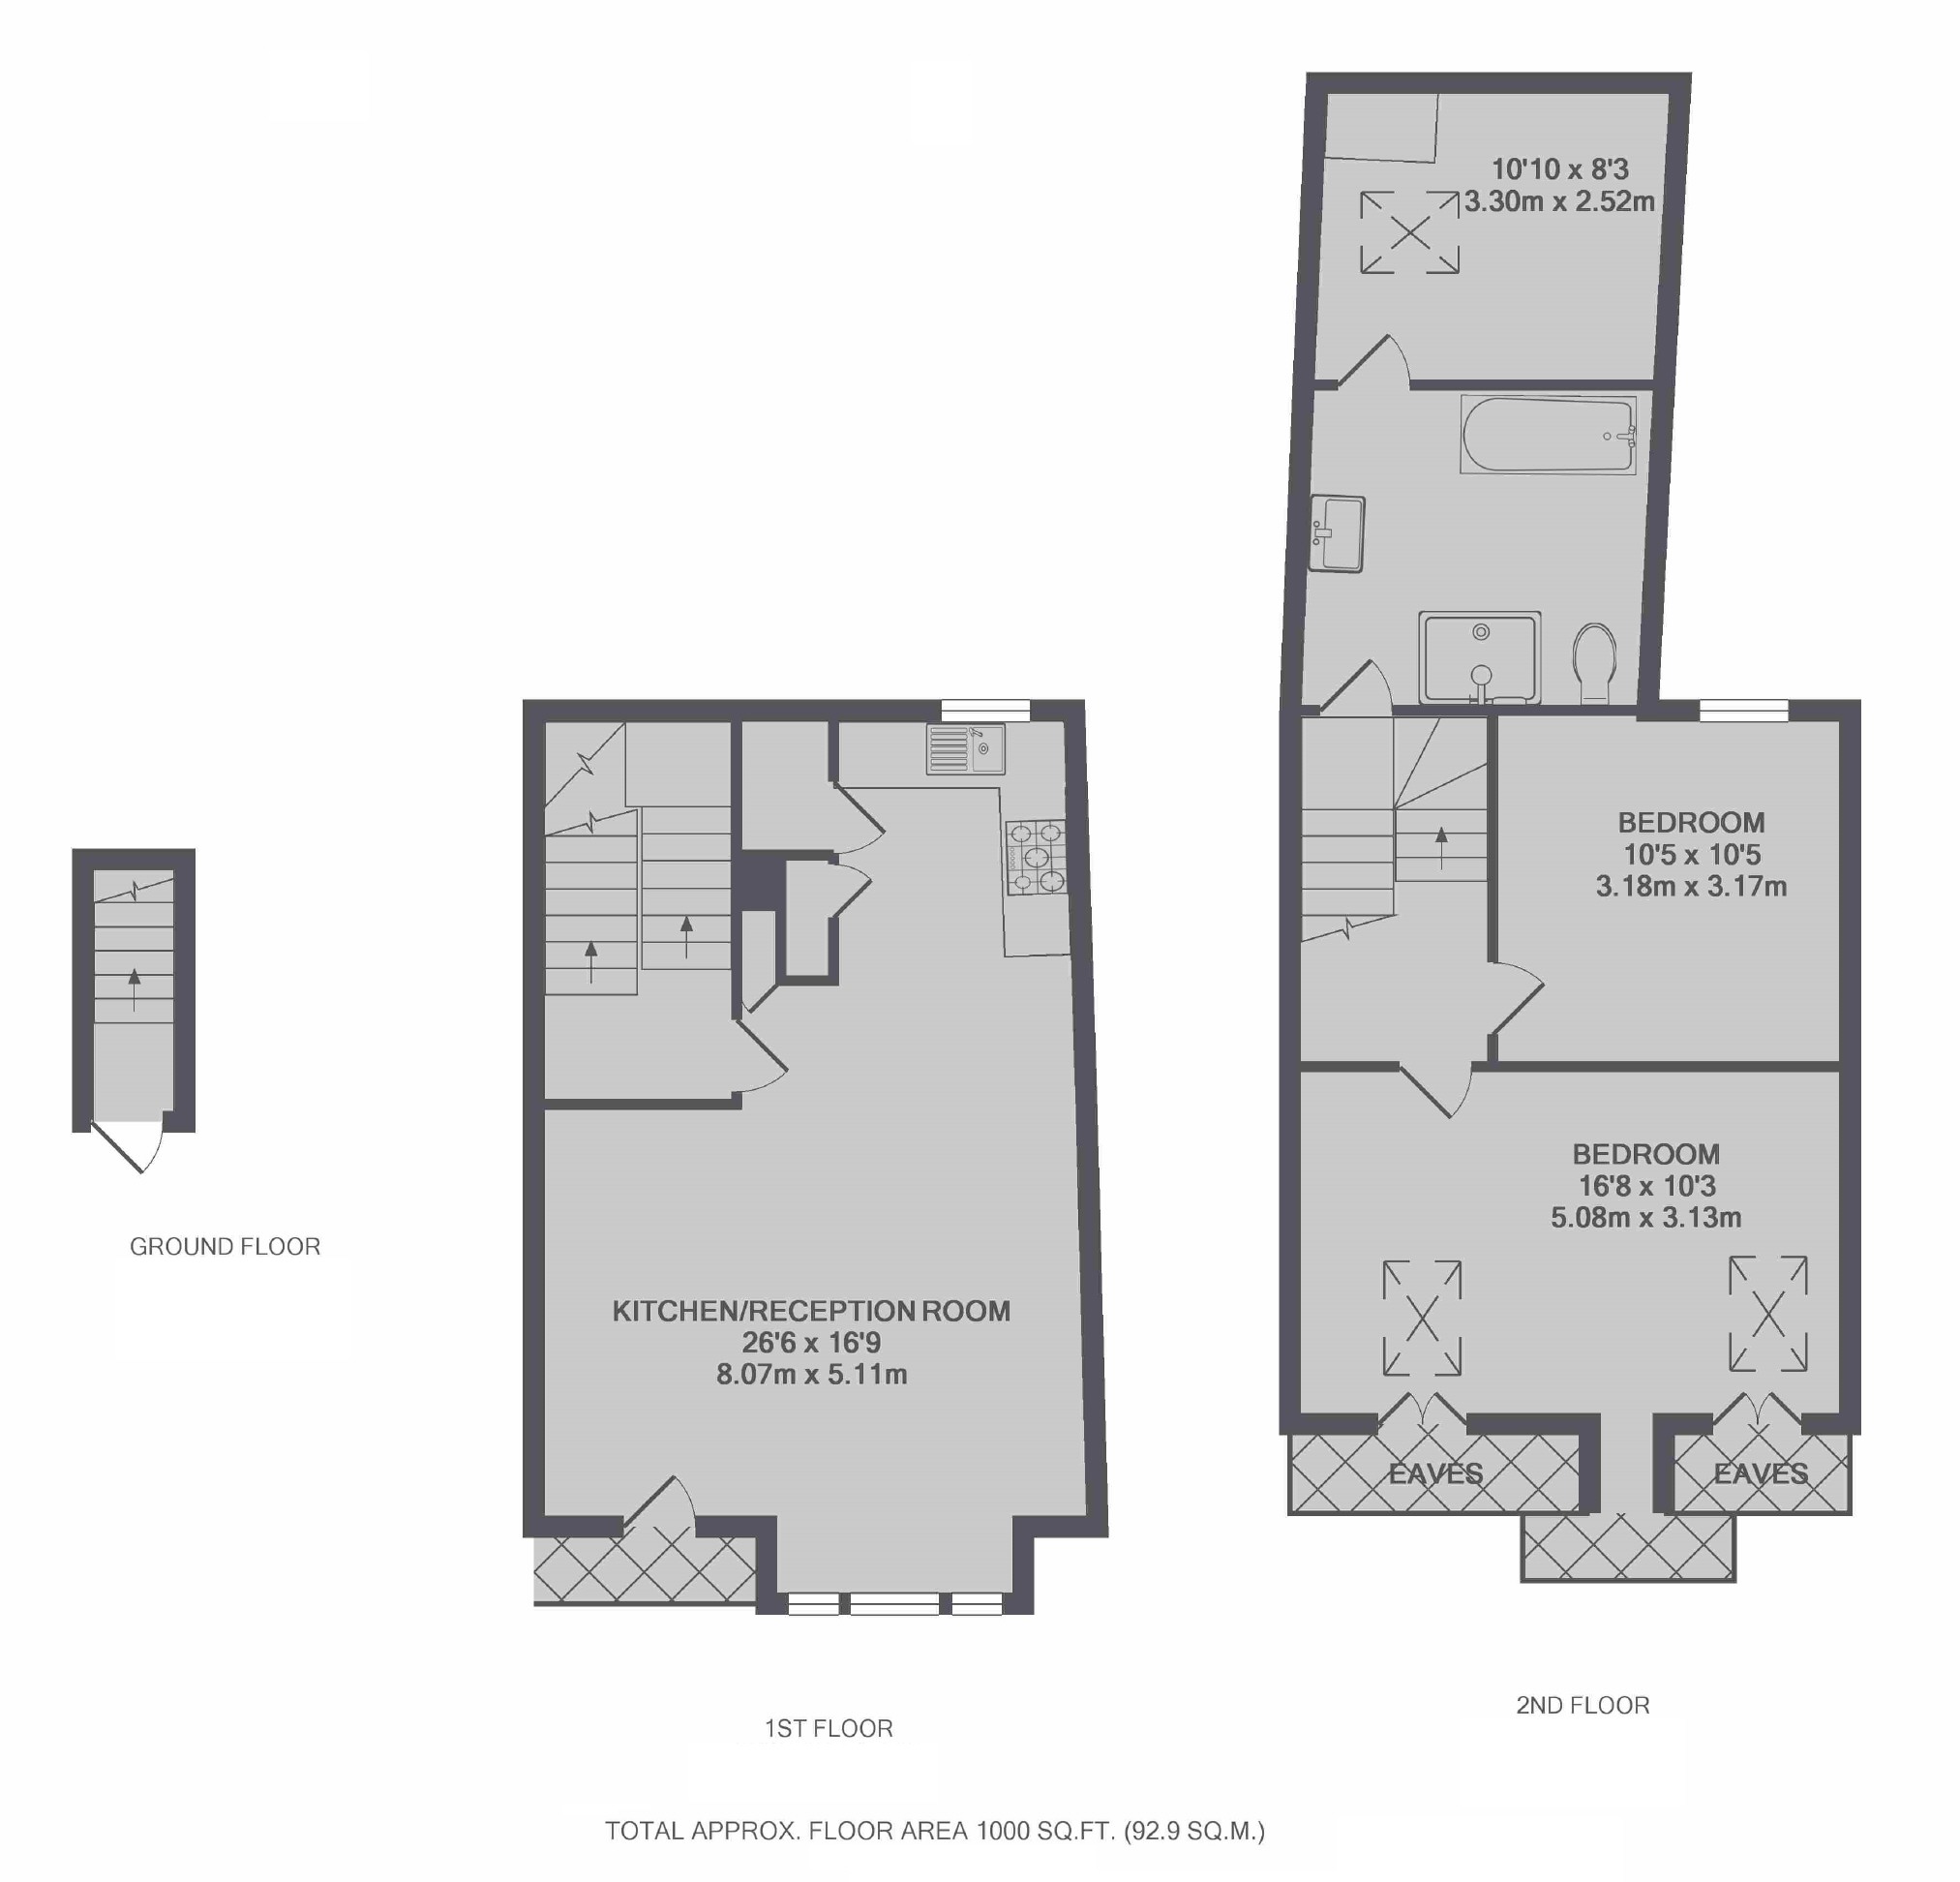 10'10 x 8'3
3.30m x 2.52m
BEDROOM
10'5 x 10'5
3.18m x 3.17m
BEDROOM
16'8 x 10'3
5.08m x 3.13m
GROUND FLOOR
KITCHEN/RECEPTION ROOM
26'6 x 16'9
8.07m x 5.11m
EAVES
EAVES
2ND FLOOR
1ST FLOOR
TOTAL APPROX. FLOOR AREA 1000 SQ.FT. (92.9 SQ.M.)